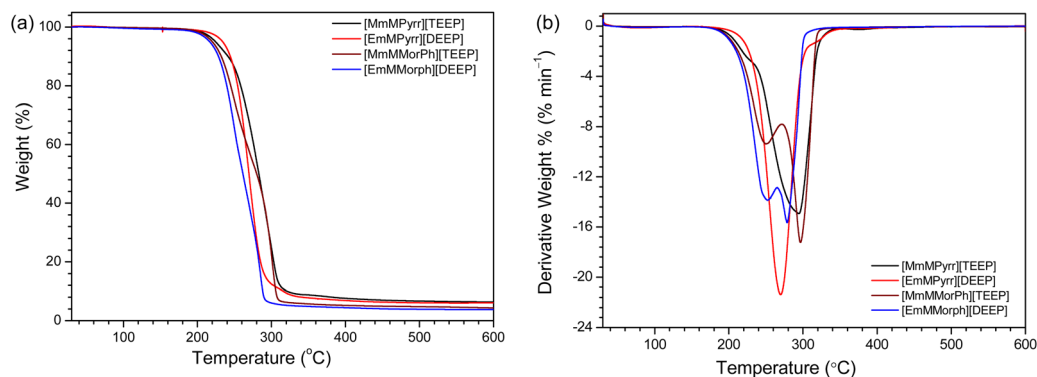 (a)
[MmMPyrr][TEEP]
[EmMPyrr][DEEP]
[MmMMorPh][TEEP]
[EmMMorph][DEEP]
Weight (%)
100
80
60
40
20
0
100 200 300 400 500 600
Temperature (°C)
(b)
Derivative Weight % (% min⁻¹)
0
-4
-8
-12
-16
-20
-24
[MmMPyrr][TEEP]
[EmMPyrr][DEEP]
[MmMMorPh][TEEP]
[EmMMorph][DEEP]
100 200 300 400 500 600
Temperature (°C)